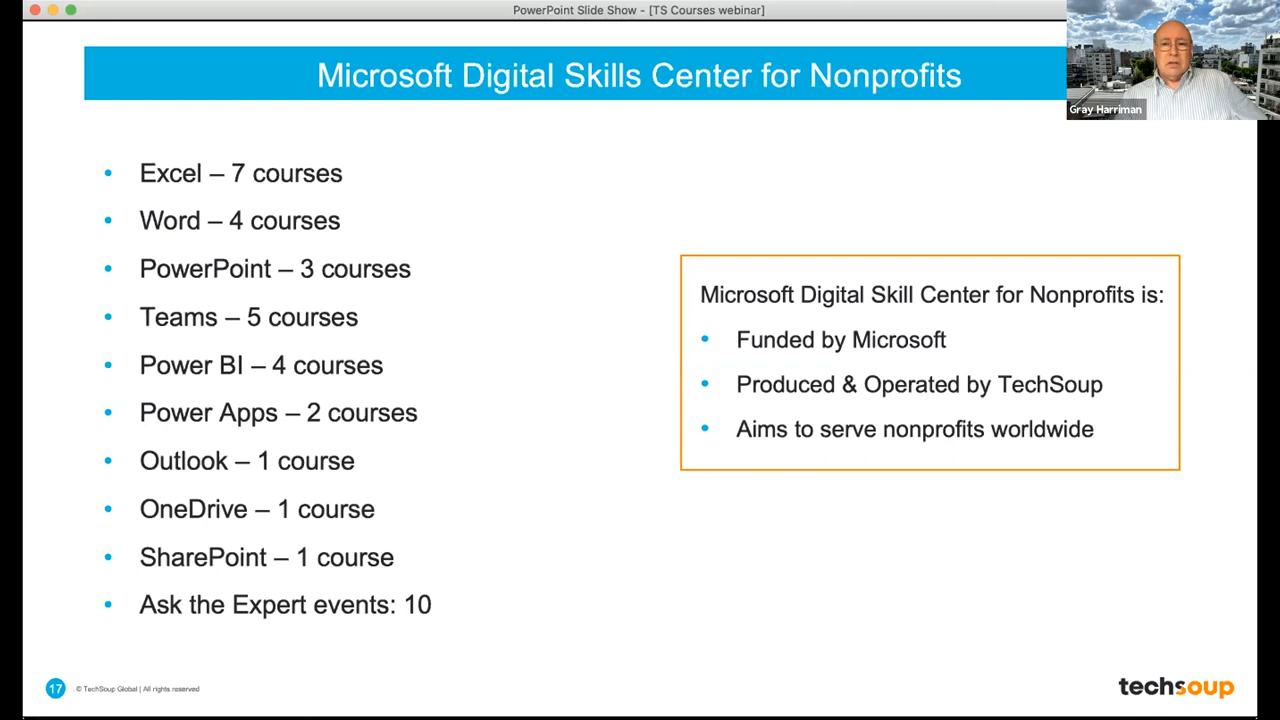 PowerPoint Slide Show - [TS Courses webinar]
Microsoft Digital Skills Center for Nonprofits
Gray Harriman
• Excel – 7 courses
• Word – 4 courses
• PowerPoint – 3 courses
• Teams – 5 courses
• Power BI – 4 courses
• Power Apps – 2 courses
• Outlook – 1 course
• OneDrive – 1 course
• SharePoint – 1 course
• Ask the Expert events: 10
Microsoft Digital Skill Center for Nonprofits is:
• Funded by Microsoft
• Produced & Operated by TechSoup
• Aims to serve nonprofits worldwide
17
© TechSoup Global | All rights reserved
techsoup